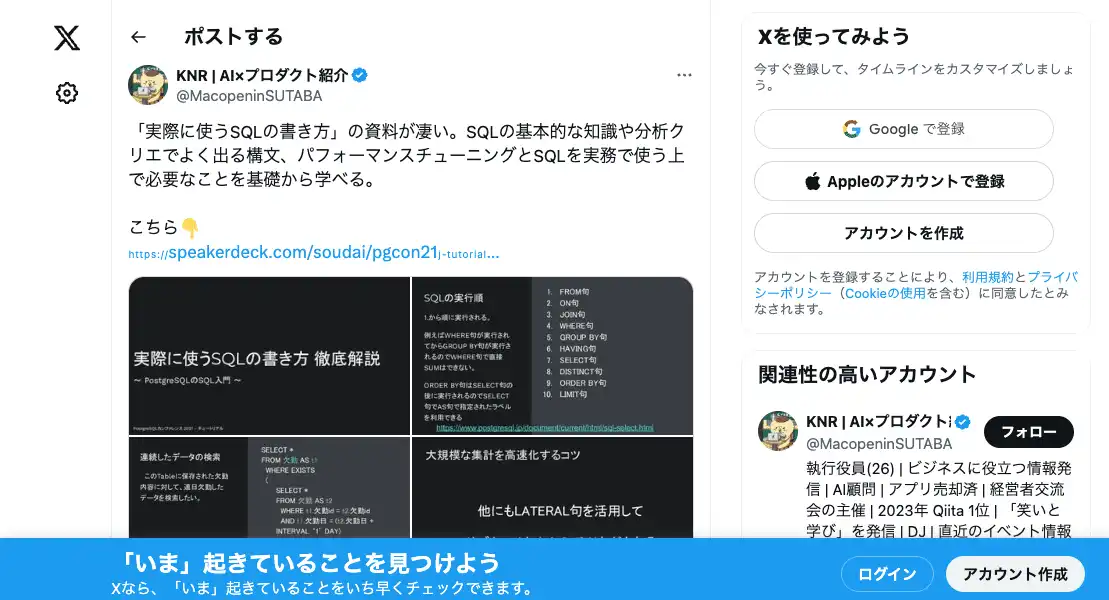 ポストする
KNR | AI×プロダクト紹介
@MacopeninSUTABA
「実際に使うSQLの書き方」の資料が凄い。SQLの基本的な知識や分析ク
リエでよく出る構文、パフォーマンスチューニングとSQLを実務で使う上
で必要なことを基礎から学べる。
こちら👇
https://speakerdeck.com/soudai/pgcon21j-tutorial…
実際に使うSQLの書き方 徹底解説
〜 PostgreSQLのSQL入門 〜
PostgreSQLカンファレンス 2021 - チュートリアル
SQLの実行順
1.から順に実行される。
例えばWHERE句が実行され
てからGROUP BY句が実行さ
れるのでWHERE句で直接
SUMはできない。
ORDER BY句はSELECT句の
後に実行されるのでSELECT
句でAS句で指定されたラベル
を利用できる
1. FROM句
2. ON句
3. JOIN句
4. WHERE句
5. GROUP BY句
6. HAVING句
7. SELECT句
8. DISTINCT句
9. ORDER BY句
10. LIMIT句
https://www.postgresql.jp/document/current/html/sql-select.html
連続したデータの検索
このTableに保存された欠勤
内容に対して、連日欠勤した
データを検索したい。
SELECT *
FROM 欠勤 AS t1
WHERE EXISTS
(
SELECT *
FROM 欠勤 AS t2
WHERE t1.欠勤id = t2.欠勤id
AND t1.欠勤日 = (t2.欠勤日 +
INTERVAL '1' DAY)
大規模な集計を高速化するコツ
他にもLATERAL句を活用して
Xを使ってみよう
今すぐ登録して、タイムラインをカスタマイズしましょ
う。
Google で登録
Appleのアカウントで登録
アカウントを作成
アカウントを登録することにより、利用規約とプライバ
シーポリシー（Cookieの使用を含む）に同意したとみ
なされます。
関連性の高いアカウント
KNR | AI×プロダクト
@MacopeninSUTABA
フォロー
執行役員(26) | ビジネスに役立つ情報発
信 | AI顧問 | アプリ売却済 | 経営者交流
会の主催 | 2023年 Qiita 1位 | 「笑いと
学び」を発信 | DJ | 直近のイベント情報
「いま」起きていることを見つけよう
Xなら、「いま」起きていることをいち早くチェックできます。
ログイン
アカウント作成